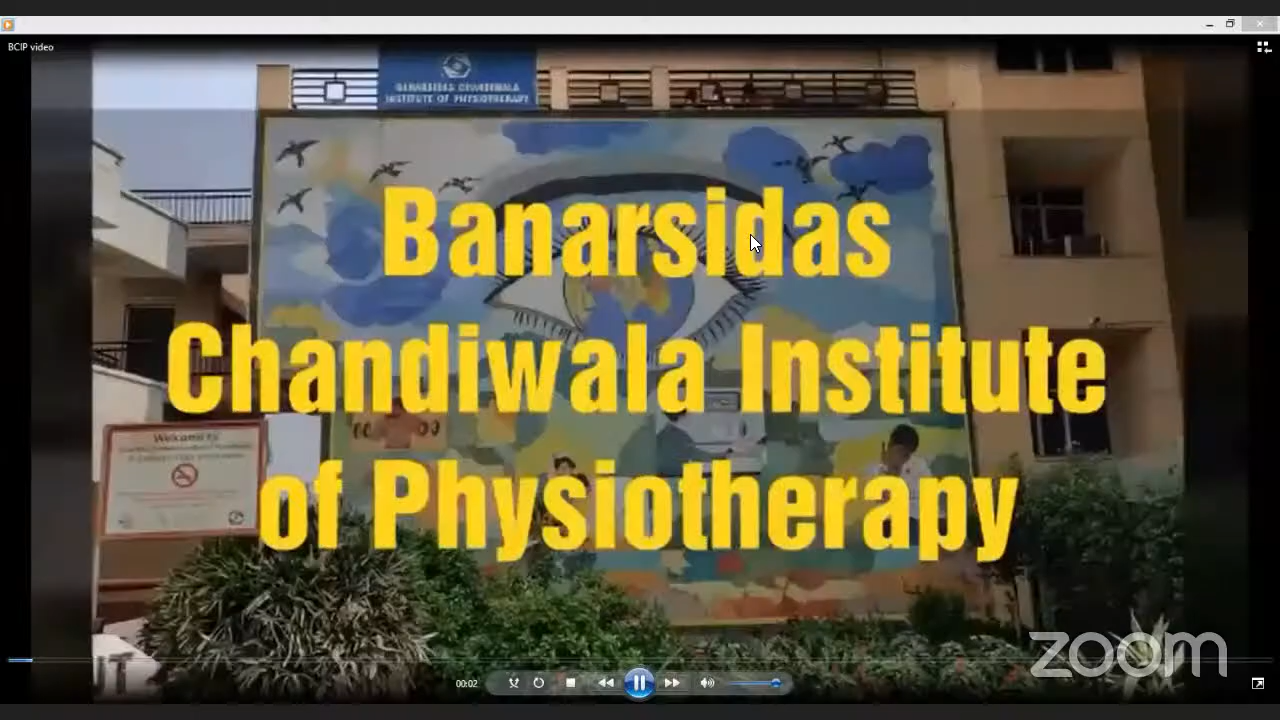 BCIP video
BANARSIDAS CHANDIWALA
INSTITUTE OF PHYSIOTHERAPY
Banarsidas
Chandiwala Institute
of Physiotherapy
Welcome to
zoom
00:02